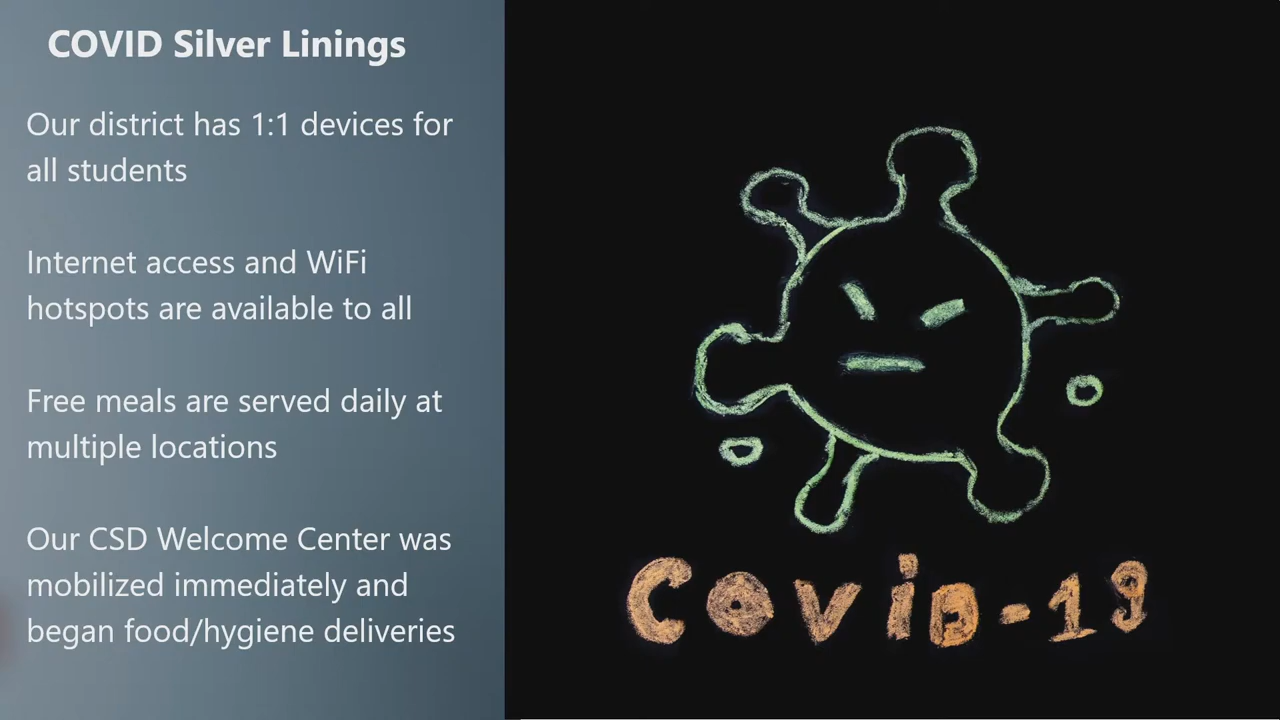 COVID Silver Linings
Our district has 1:1 devices for
all students
Internet access and WiFi
hotspots are available to all
Free meals are served daily at
multiple locations
Our CSD Welcome Center was
mobilized immediately and
began food/hygiene deliveries
Covid-19